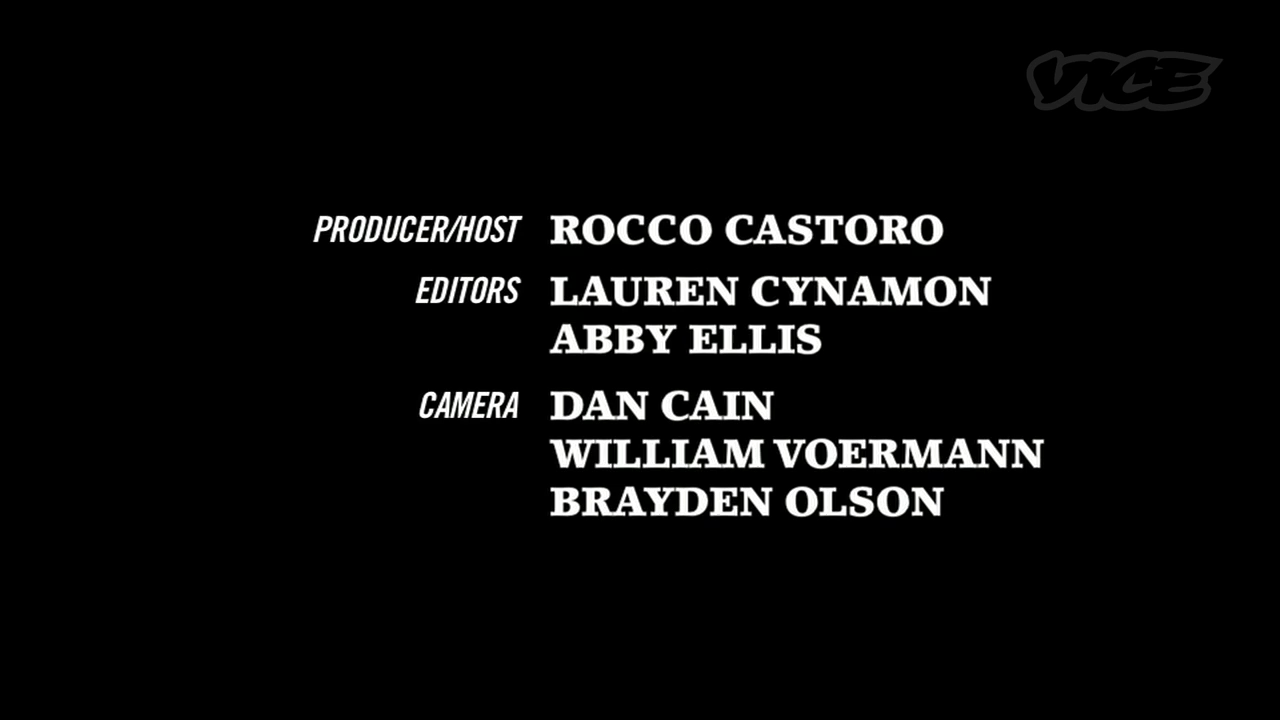 VICE
PRODUCER/HOST ROCCO CASTORO
EDITORS LAUREN CYNAMON
ABBY ELLIS
CAMERA DAN CAIN
WILLIAM VOERMANN
BRAYDEN OLSON